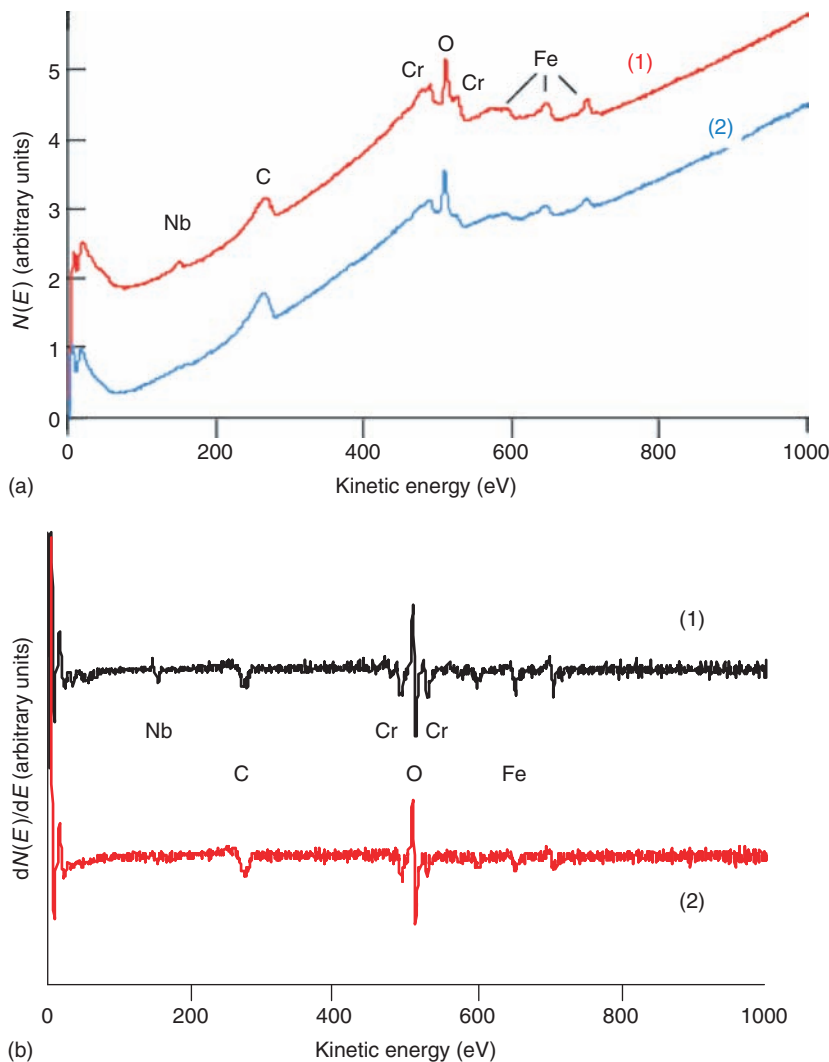 5
4
3
2
1
0
N(E) (arbitrary units)
Nb
C
Cr
O
Cr
Fe
(1)
(2)
0
200
400
600
800
1000
(a)
Kinetic energy (eV)
dN(E)/dE (arbitrary units)
(1)
Nb
Cr
Cr
C
O
Fe
(2)
0
200
400
600
800
1000
(b)
Kinetic energy (eV)